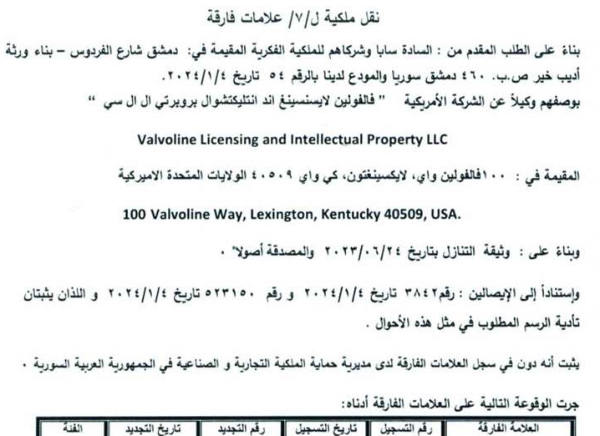 نقل ملكية ل/٧/ علامات فارقة
بناءً على الطلب المقدم من : السادة سابا وشركاهم للملكية الفكرية المقيمة في: دمشق شارع الفردوس – بناء ورثة
أديب خير ص.ب. ٤٦٠ دمشق سوريا والمودع لدينا بالرقم ٥٤ تاريخ ٢٠٢٤/١/٤.
بوصفهم وكيلاً عن الشركة الأمريكية " فالفولين لايسنسينغ اند انتليكتشوال بروبرتي ال ال سي "
Valvoline Licensing and Intellectual Property LLC
المقيمة في : ١٠٠فالفولين واي، لايكسينغتون، كي واي ٤٠٥٠٩ الولايات المتحدة الاميركية
100 Valvoline Way, Lexington, Kentucky 40509, USA.
وبناءً على : وثيقة التنازل بتاريخ ٢٠٢٣/٠٦/٢٤ والمصدقة أصولاً .
وإستناداً إلى الإيصالين : رقم٣٨٤٢ تاريخ ٢٠٢٤/١/٤ و رقم ٥٢٣١٥٠ تاريخ ٢٠٢٤/١/٤ و اللذان يثبتان
تأدية الرسم المطلوب في مثل هذه الأحوال .
يثبت أنه دون في سجل العلامات الفارقة لدى مديرية حماية الملكية التجارية و الصناعية في الجمهورية العربية السورية .
جرت الوقوعة التالية على العلامات الفارقة أدناه:
العلامة الفارقة رقم التسجيل تاريخ التسجيل رقم التجديد تاريخ التجديد الفئة